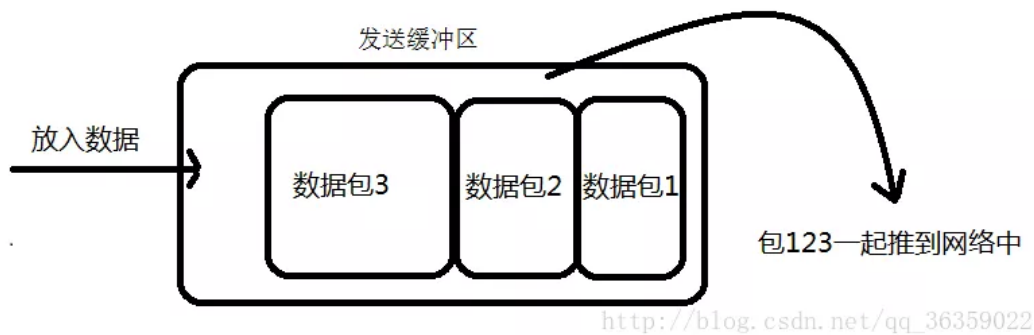 发送缓冲区
放入数据
数据包3
数据包2
数据包1
包123一起推到网络中
http://blog.csdn.net/qq_36359022